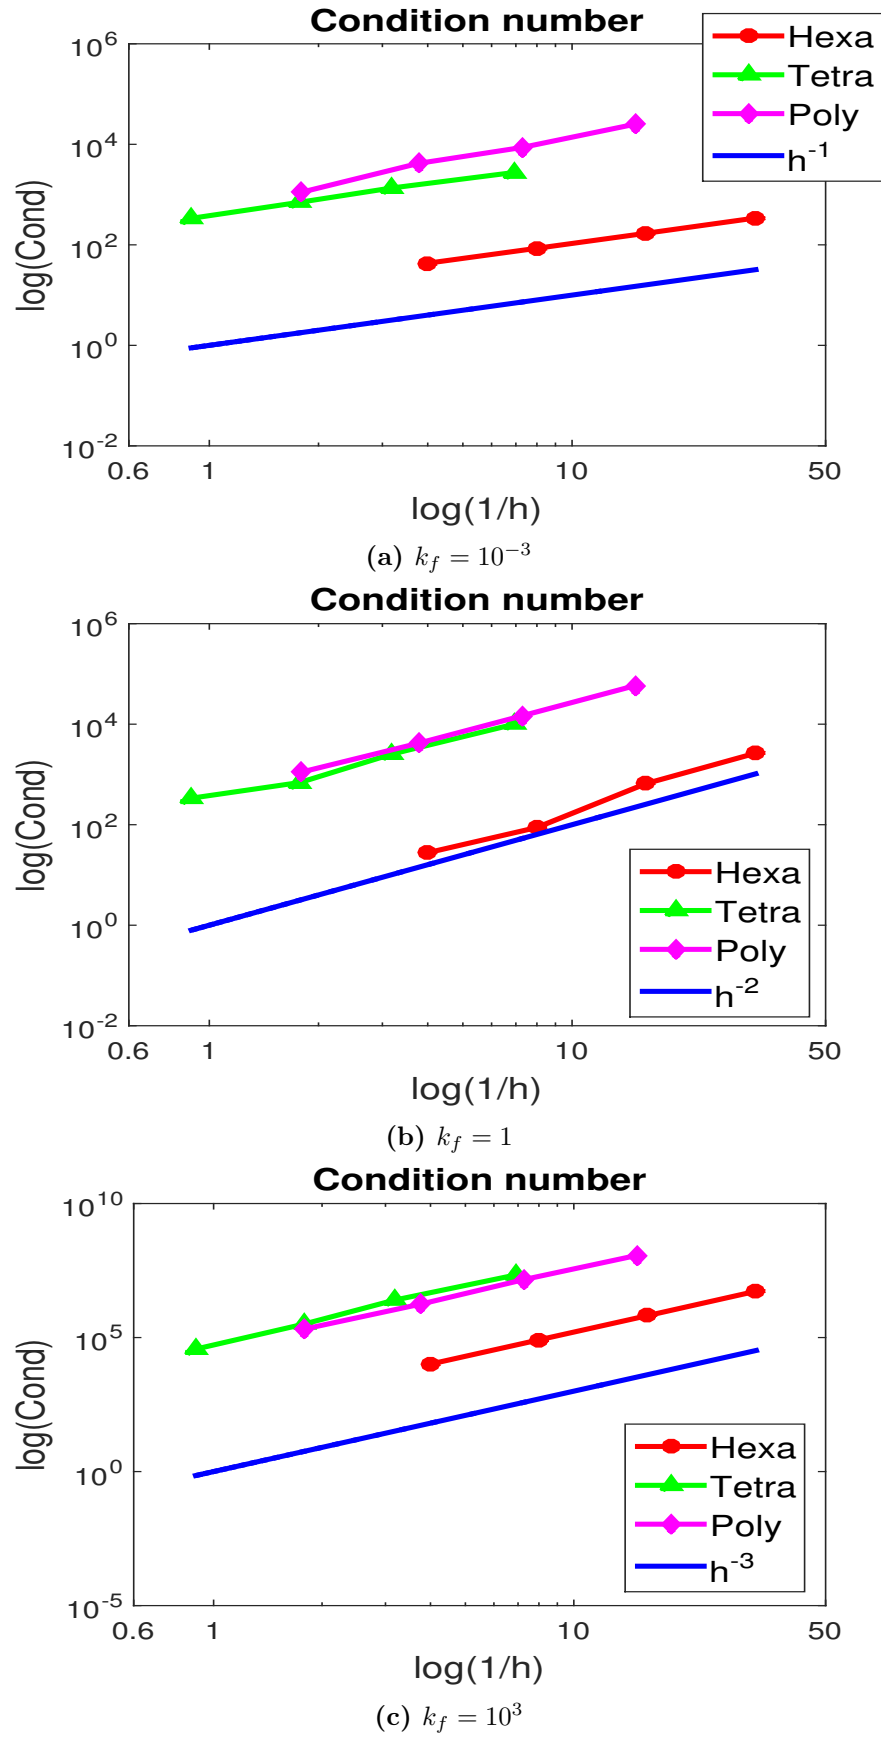 Condition number
Hexa
Tetra
Poly
h^-1
10^6
10^4
10^2
10^0
10^-2
log(Cond)
0.6 1 10 50
log(1/h)
(a) k_f = 10^-3
Condition number
10^6
10^4
10^2
10^0
10^-2
log(Cond)
Hexa
Tetra
Poly
h^-2
0.6 1 10 50
log(1/h)
(b) k_f = 1
Condition number
10^10
10^5
10^0
10^-5
log(Cond)
Hexa
Tetra
Poly
h^-3
0.6 1 10 50
log(1/h)
(c) k_f = 10^3